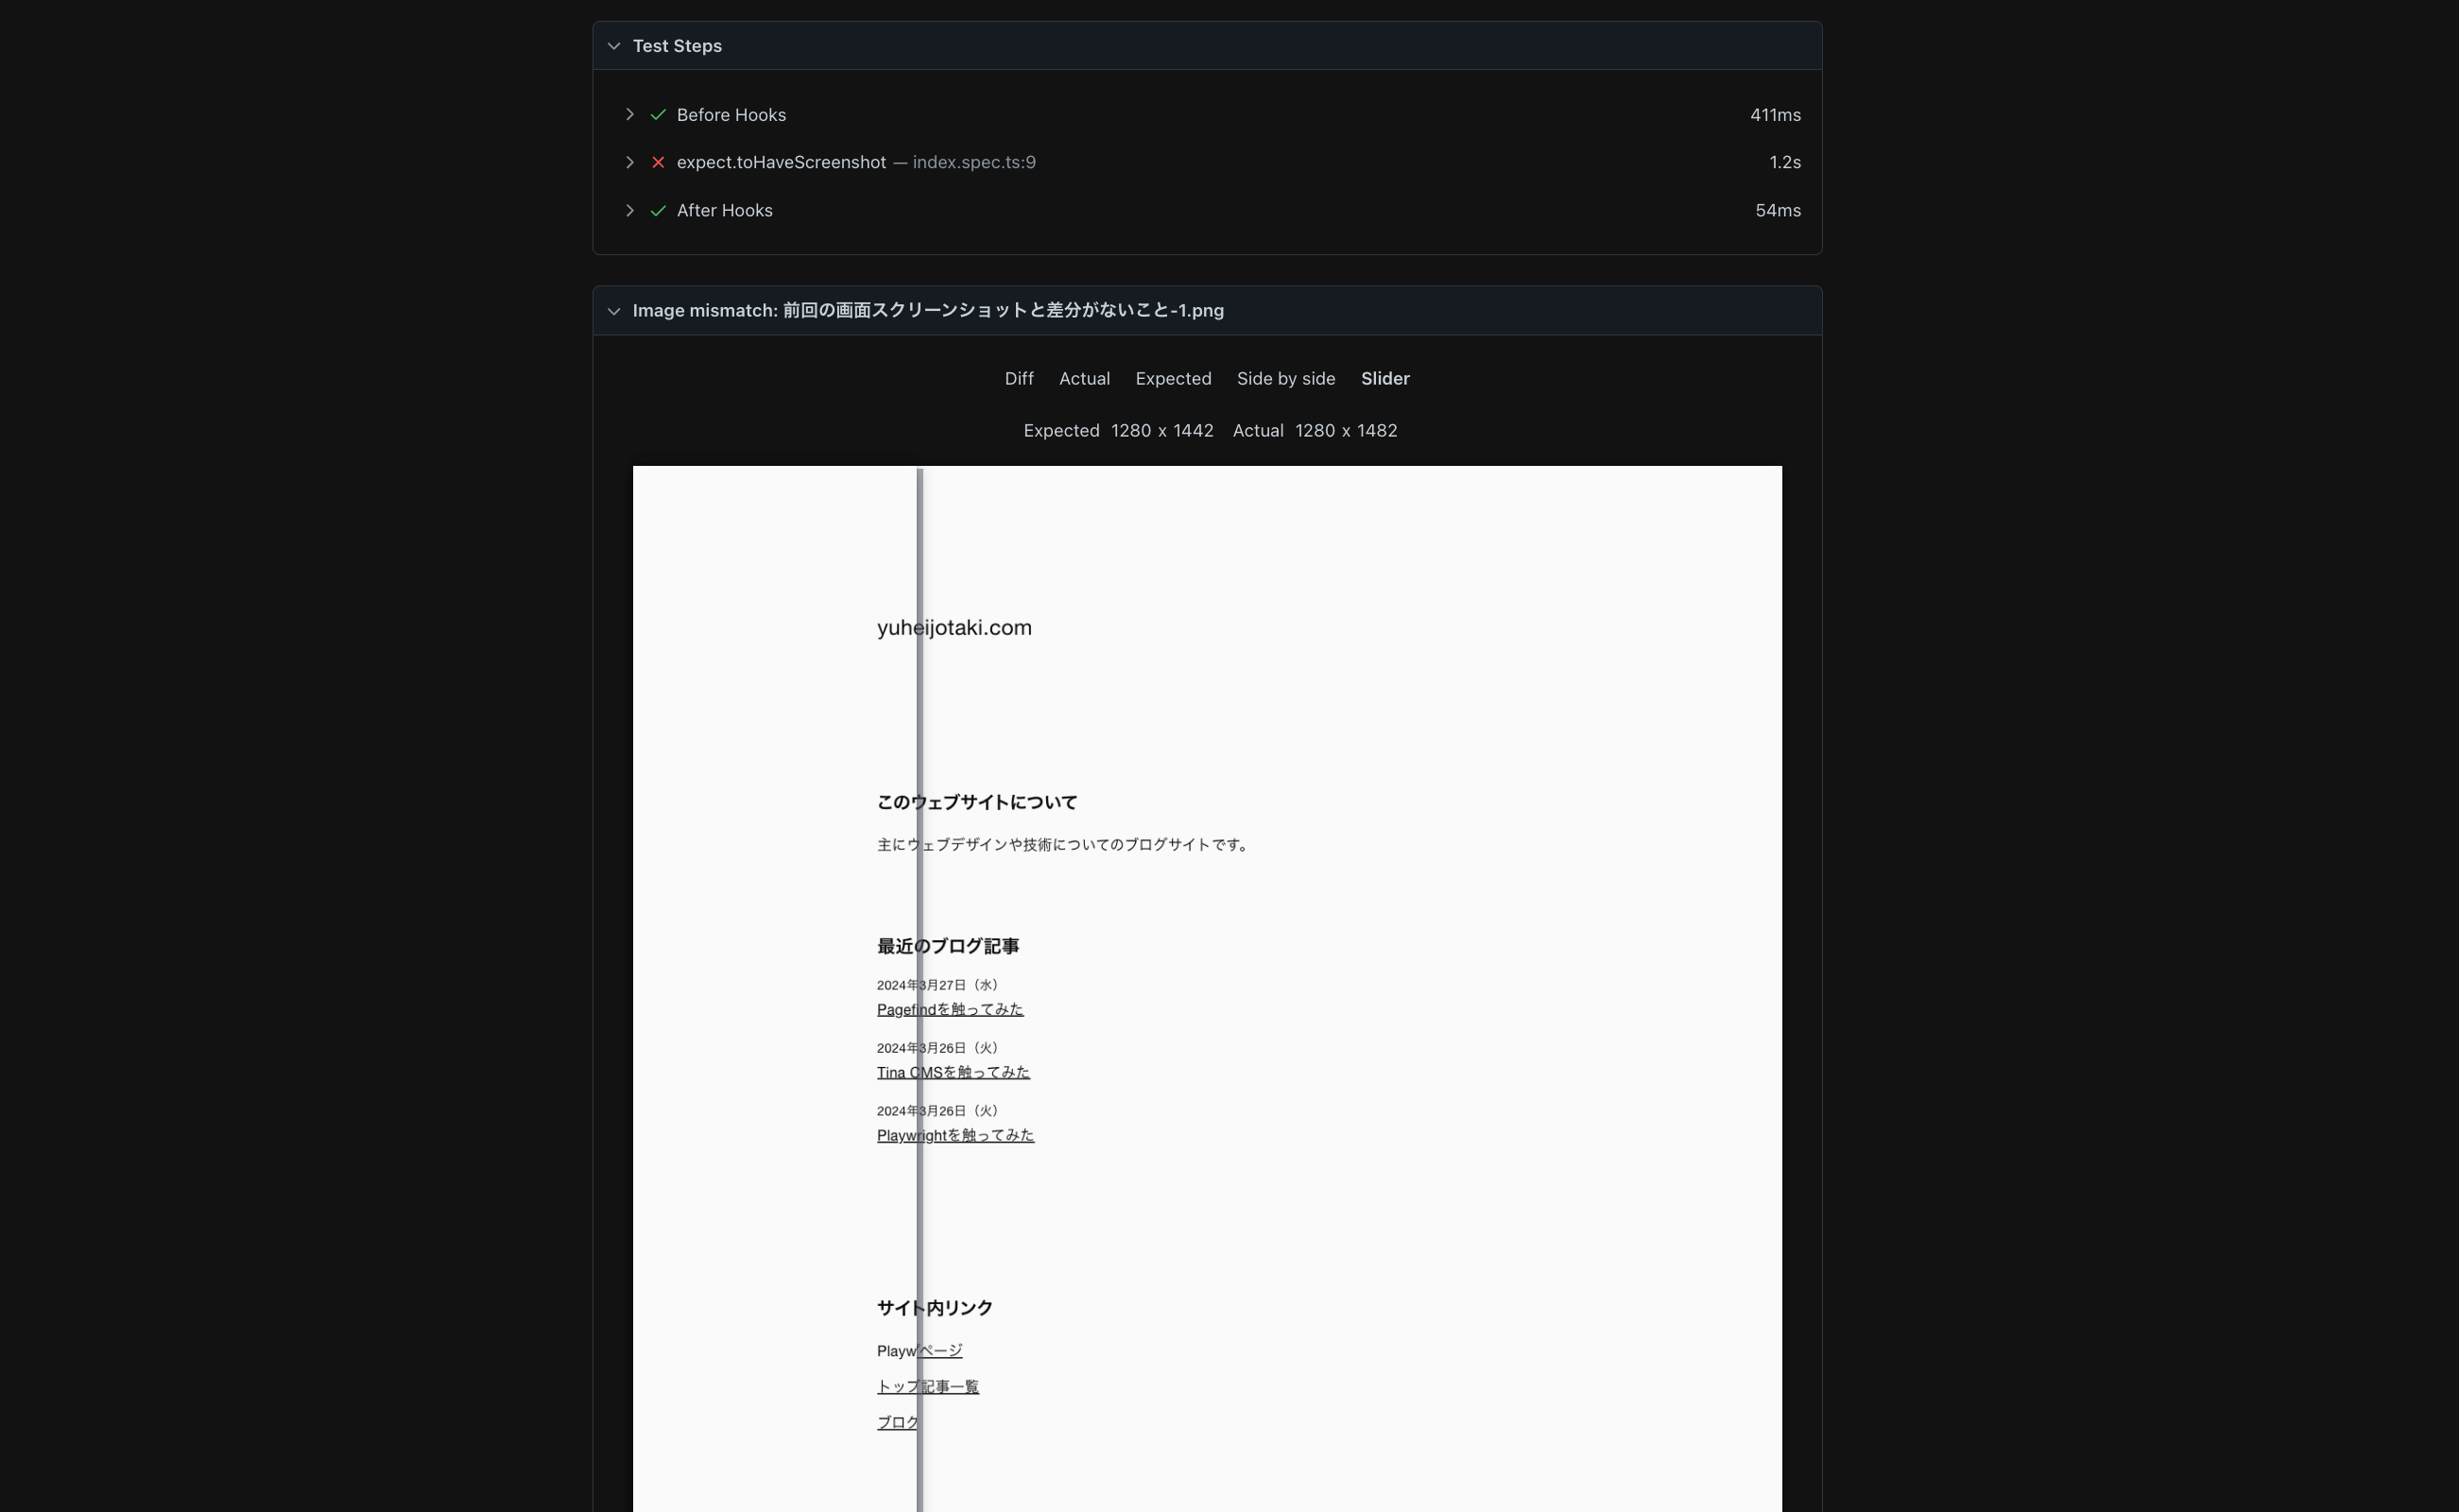 Test Steps
Before Hooks 411ms
expect.toHaveScreenshot — index.spec.ts:9 1.2s
After Hooks 54ms
Image mismatch: 前回の画面スクリーンショットと差分がないこと-1.png
Diff Actual Expected Side by side Slider
Expected 1280 x 1442 Actual 1280 x 1482
yuheijotaki.com
このウェブサイトについて
主にウェブデザインや技術についてのブログサイトです。
最近のブログ記事
2024年3月27日（水）
Pagefindを触ってみた
2024年3月26日（火）
Tina CMSを触ってみた
2024年3月26日（火）
Playwrightを触ってみた
サイト内リンク
Playwページ
トップ記事一覧
ブログ